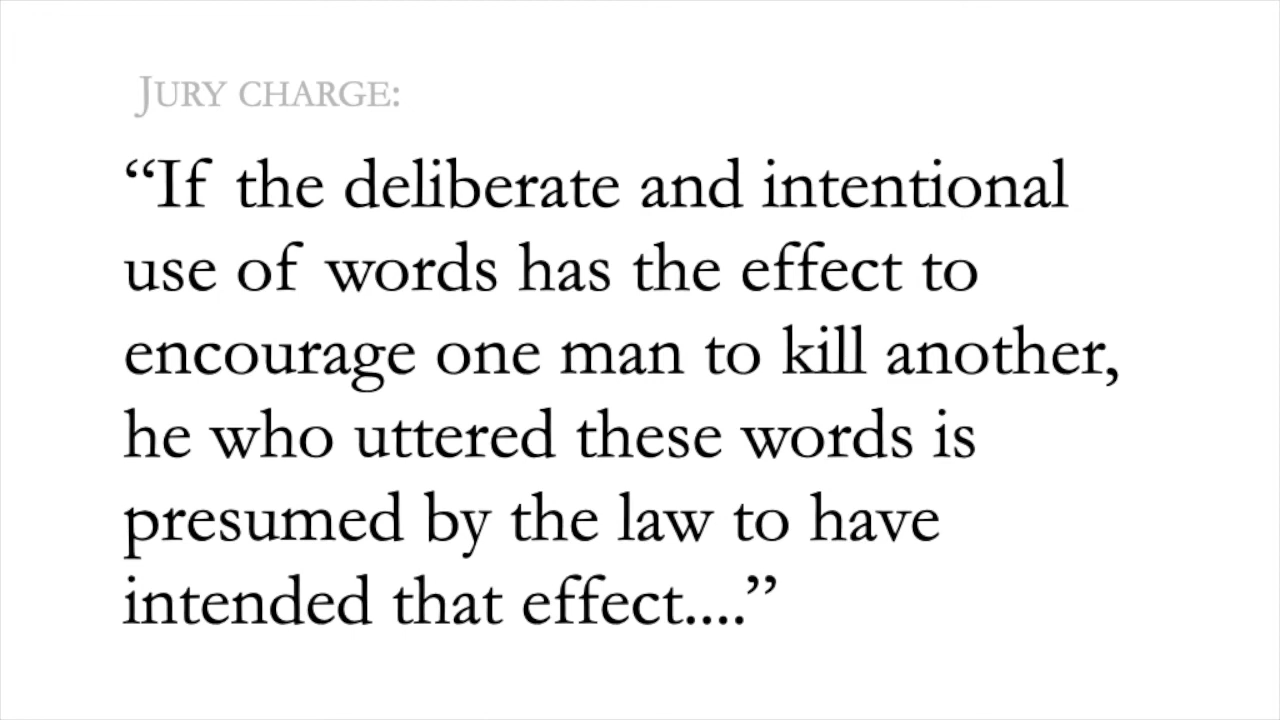 JURY CHARGE:
“If the deliberate and intentional
use of words has the effect to
encourage one man to kill another,
he who uttered these words is
presumed by the law to have
intended that effect....”